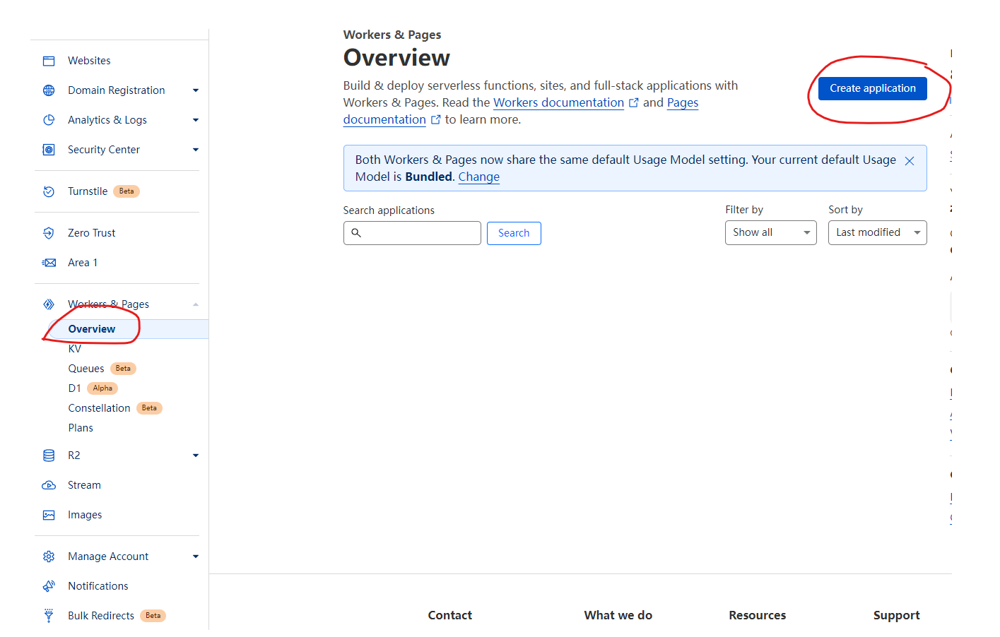 Websites
Domain Registration
Analytics & Logs
Security Center
Turnstile Beta
Zero Trust
Area 1
Workers & Pages
Overview
KV
Queues Beta
D1 Alpha
Constellation Beta
Plans
R2
Stream
Images
Manage Account
Notifications
Bulk Redirects Beta
Workers & Pages
Overview
Create application
Build & deploy serverless functions, sites, and full-stack applications with
Workers & Pages. Read the Workers documentation and Pages
documentation to learn more.
Both Workers & Pages now share the same default Usage Model setting. Your current default Usage
Model is Bundled. Change
Search applications
Search
Filter by
Show all
Sort by
Last modified
Contact
What we do
Resources
Support